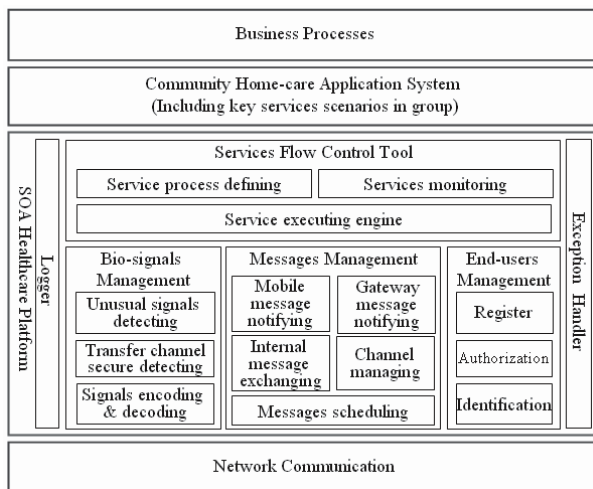 Business Processes
Community Home-care Application System
(Including key services scenarios in group)
SOA Healthcare Platform
Logger
Services Flow Control Tool
Service process defining
Services monitoring
Service executing engine
Bio-signals
Management
Unusual signals
detecting
Transfer channel
secure detecting
Signals encoding
& decoding
Messages Management
Mobile
message
notifying
Gateway
message
notifying
Internal
message
exchanging
Channel
managing
Messages scheduling
End-users
Management
Register
Authorization
Identification
Exception Handler
Network Communication